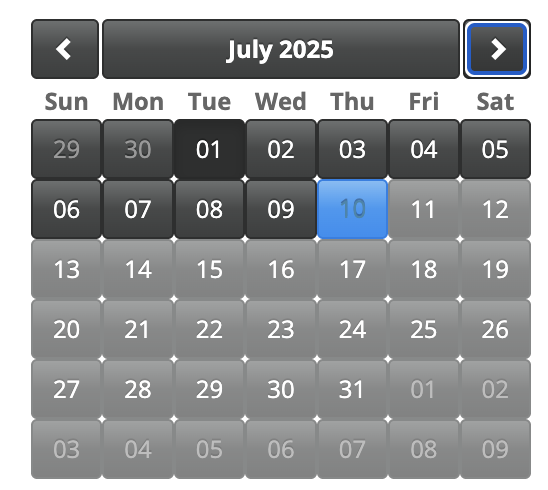 July 2025
Sun Mon Tue Wed Thu Fri Sat
29 30 01 02 03 04 05
06 07 08 09 10 11 12
13 14 15 16 17 18 19
20 21 22 23 24 25 26
27 28 29 30 31 01 02
03 04 05 06 07 08 09